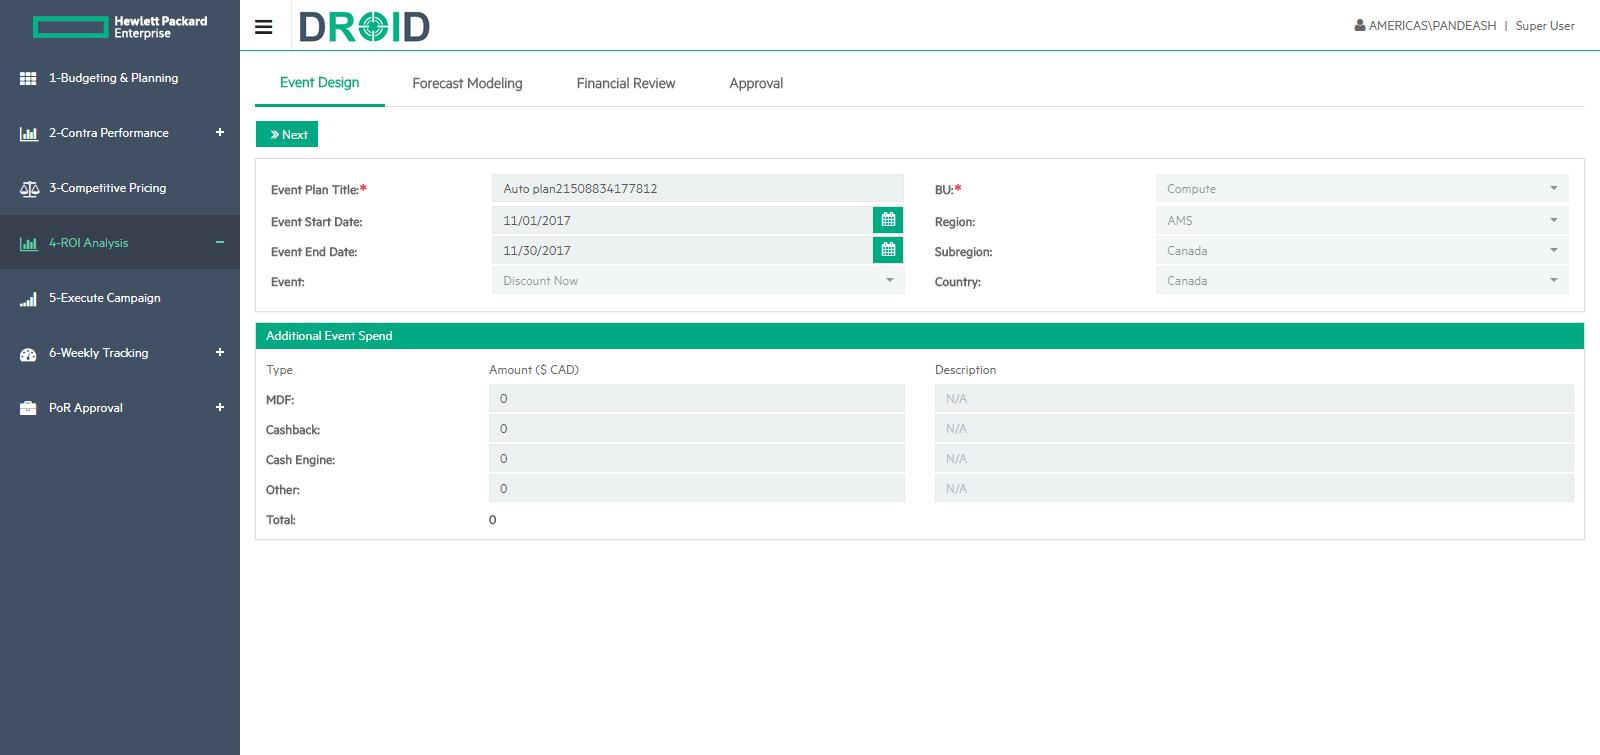 Hewlett Packard
Enterprise
DROID
AMERICAS\PANDEASH | Super User
1-Budgeting & Planning
2-Contra Performance +
3-Competitive Pricing
4-ROI Analysis −
5-Execute Campaign
6-Weekly Tracking +
PoR Approval +
Event Design Forecast Modeling Financial Review Approval
» Next
Event Plan Title:* Auto plan21508834177812 BU:* Compute
Event Start Date: 11/01/2017 Region: AMS
Event End Date: 11/30/2017 Subregion: Canada
Event: Discount Now Country: Canada
Additional Event Spend
Type Amount ($ CAD) Description
MDF: 0 N/A
Cashback: 0 N/A
Cash Engine: 0 N/A
Other: 0 N/A
Total: 0